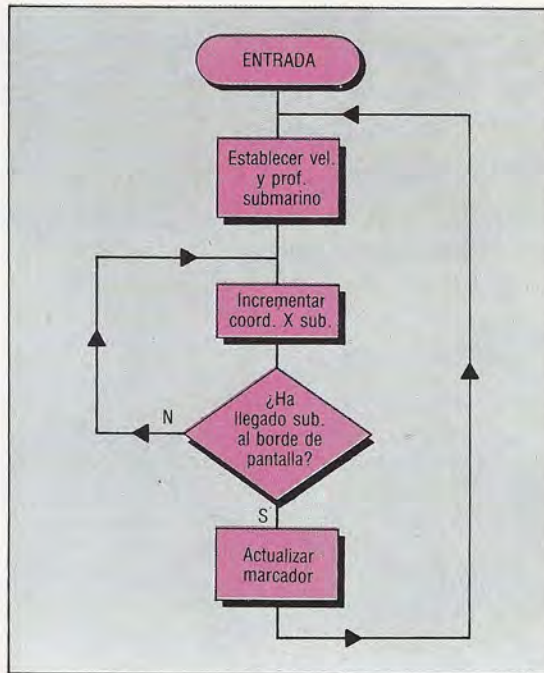 ENTRADA
Establecer vel.
y prof.
submarino
Incrementar
coord. X sub.
¿Ha
llegado sub.
al borde de
pantalla?
N
S
Actualizar
marcador